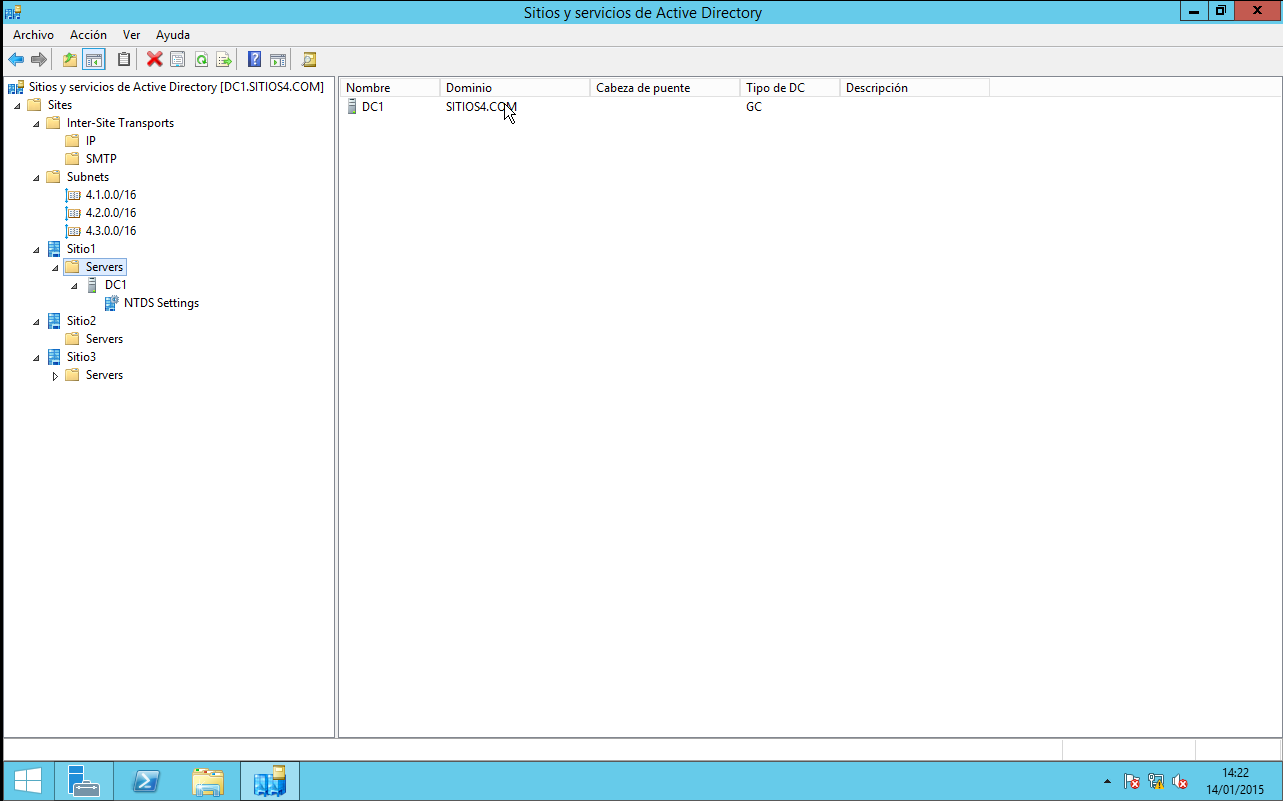 Sitios y servicios de Active Directory
Archivo Acción Ver Ayuda
Sitios y servicios de Active Directory [DC1.SITIOS4.COM]
Sites
Inter-Site Transports
IP
SMTP
Subnets
4.1.0.0/16
4.2.0.0/16
4.3.0.0/16
Sitio1
Servers
DC1
NTDS Settings
Sitio2
Servers
Sitio3
Servers
Nombre Dominio Cabeza de puente Tipo de DC Descripción
DC1 SITIOS4.COM GC
14:22
14/01/2015